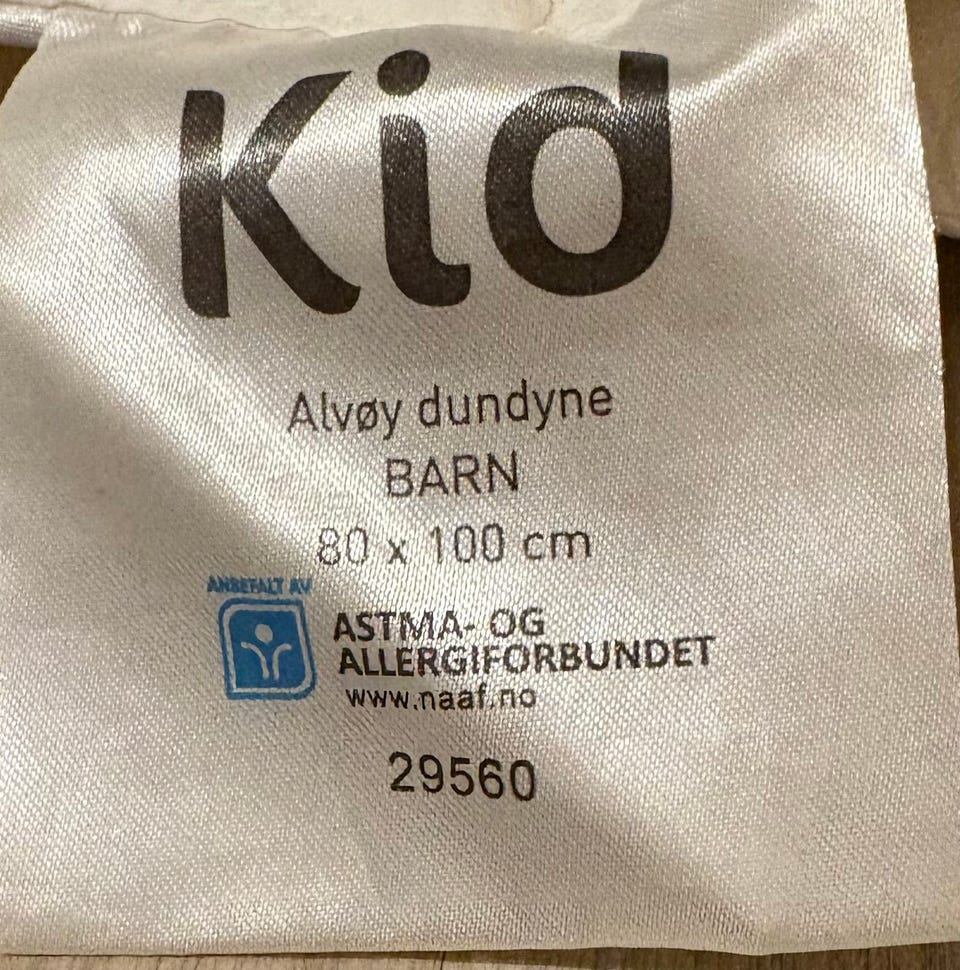 Kid
Alvøy dundyne
BARN
80 x 100 cm
ANBEFALT AV
ASTMA- OG
ALLERGIFORBUNDET
www.naaf.no
29560